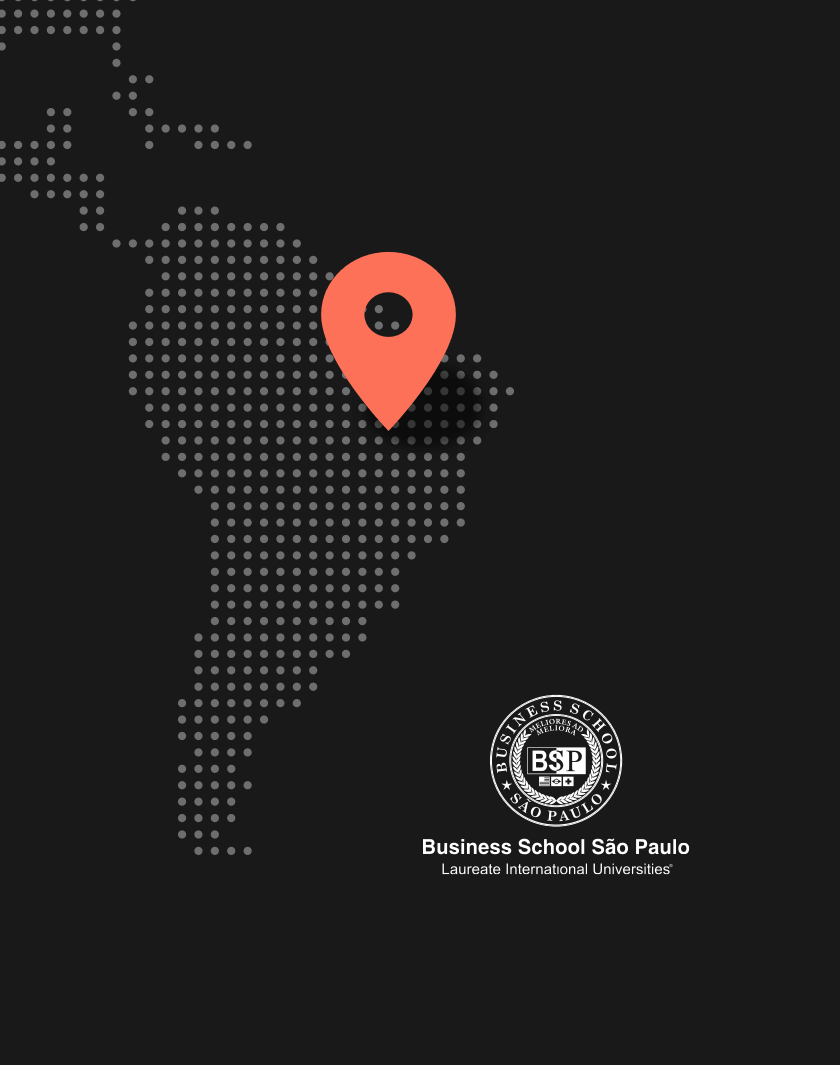 BUSINESS SCHOOL
MELIORES AD
MELIORA
BSP
SÃO PAULO
Business School São Paulo
Laureate International Universities®